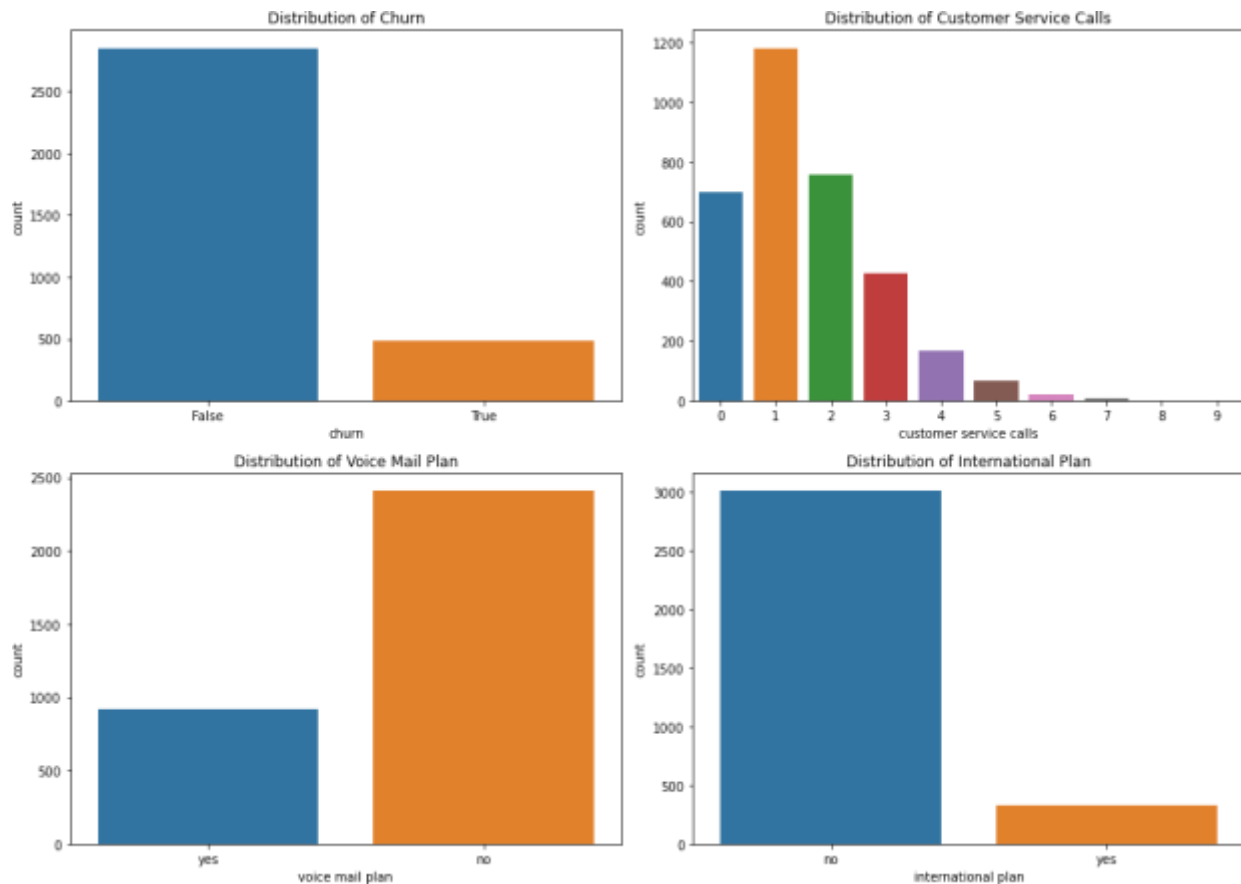 Distribution of Churn
2500
2000
1500
1000
500
0
count
False True
churn
Distribution of Customer Service Calls
1200
1000
800
600
400
200
0
count
0 1 2 3 4 5 6 7 8 9
customer service calls
Distribution of Voice Mail Plan
2500
2000
1500
1000
500
0
count
yes no
voice mail plan
Distribution of International Plan
3000
2500
2000
1500
1000
500
0
count
no yes
international plan